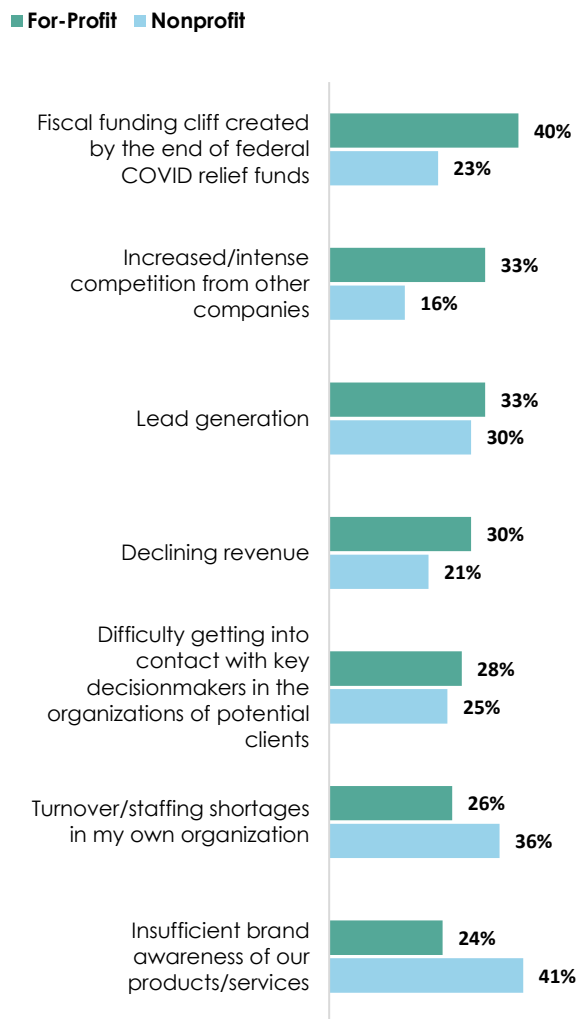 For-Profit Nonprofit
Fiscal funding cliff created
by the end of federal
COVID relief funds
40%
23%
Increased/intense
competition from other
companies
33%
16%
Lead generation
33%
30%
Declining revenue
30%
21%
Difficulty getting into
contact with key
decisionmakers in the
organizations of potential
clients
28%
25%
Turnover/staffing shortages
in my own organization
26%
36%
Insufficient brand
awareness of our
products/services
24%
41%